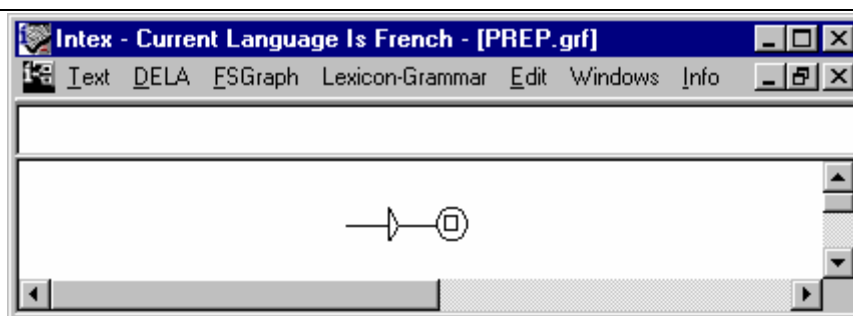 Intex - Current Language Is French - [PREP.grf]
Text DELA FSGraph Lexicon-Grammar Edit Windows Info